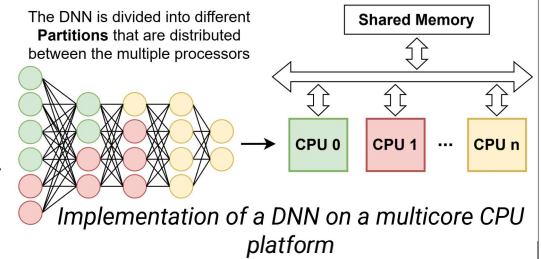 The DNN is divided into different
Partitions that are distributed
between the multiple processors
Shared Memory
CPU 0
CPU 1
...
CPU n
Implementation of a DNN on a multicore CPU
platform